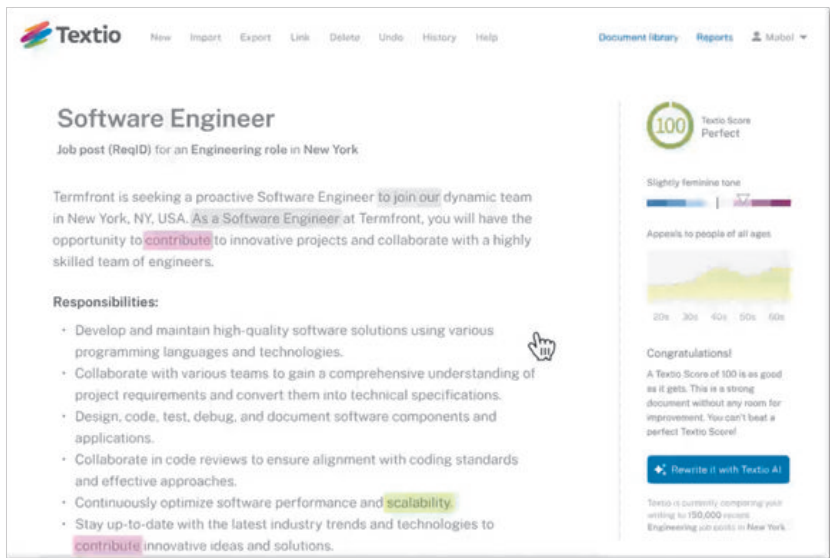 Textio
New Import Export Link Delete Undo History Help
Document library Reports Mabel
Software Engineer
Job post (ReqID) for an Engineering role in New York
Termfront is seeking a proactive Software Engineer to join our dynamic team
in New York, NY, USA. As a Software Engineer at Termfront, you will have the
opportunity to contribute to innovative projects and collaborate with a highly
skilled team of engineers.
Responsibilities:
• Develop and maintain high-quality software solutions using various
programming languages and technologies.
• Collaborate with various teams to gain a comprehensive understanding of
project requirements and convert them into technical specifications.
• Design, code, test, debug, and document software components and
applications.
• Collaborate in code reviews to ensure alignment with coding standards
and effective approaches.
• Continuously optimize software performance and scalability.
• Stay up-to-date with the latest industry trends and technologies to
contribute innovative ideas and solutions.
100
Textio Score
Perfect
Slightly feminine tone
Appeals to people of all ages
20s 30s 40s 50s 60s
Congratulations!
A Textio Score of 100 is as good
as it gets. This is a strong
document without any room for
improvement. You can't beat a
perfect Textio Score!
Rewrite it with Textio AI
Textio is currently comparing your
writing to 150,000 recent
Engineering job posts in New York.